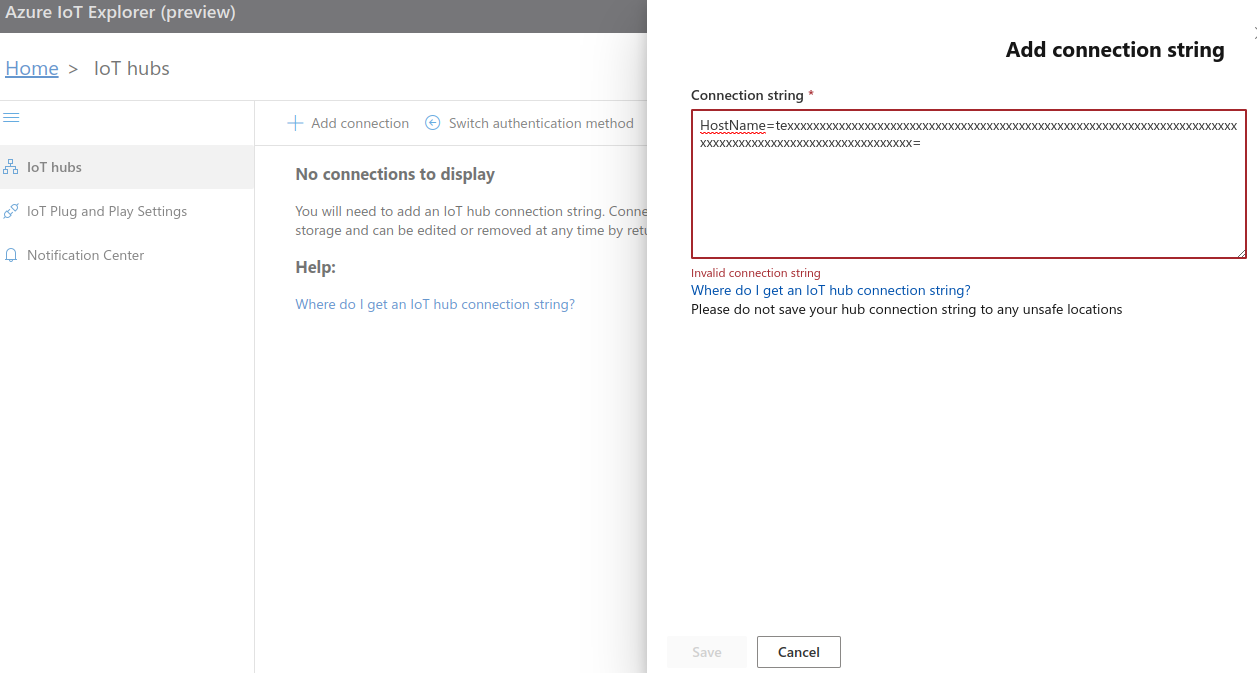 Azure IoT Explorer (preview)
Home > IoT hubs
IoT hubs
IoT Plug and Play Settings
Notification Center
Add connection
Switch authentication method
No connections to display
You will need to add an IoT hub connection string. Conne
storage and can be edited or removed at any time by retu
Help:
Where do I get an IoT hub connection string?
Add connection string
Connection string *
HostName=texxxxxxxxxxxxxxxxxxxxxxxxxxxxxxxxxxxxxxxxxxxxxxxxxxxxxxxxxxxxxxxxxxxxxxx
xxxxxxxxxxxxxxxxxxxxxxxxxxxxxxxxx=
Invalid connection string
Where do I get an IoT hub connection string?
Please do not save your hub connection string to any unsafe locations
Save
Cancel